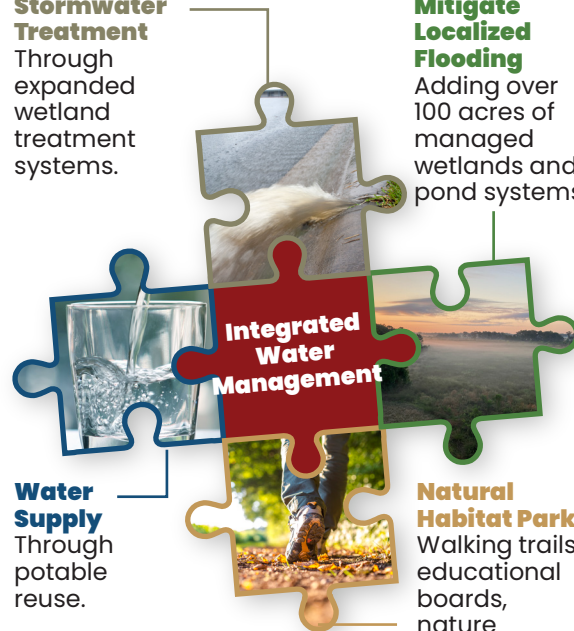 Stormwater
Treatment
Through
expanded
wetland
treatment
systems.
Mitigate
Localized
Flooding
Adding over
100 acres of
managed
wetlands and
pond systems
Integrated
Water
Management
Water
Supply
Through
potable
reuse.
Natural
Habitat Park
Walking trails
educational
boards,
nature